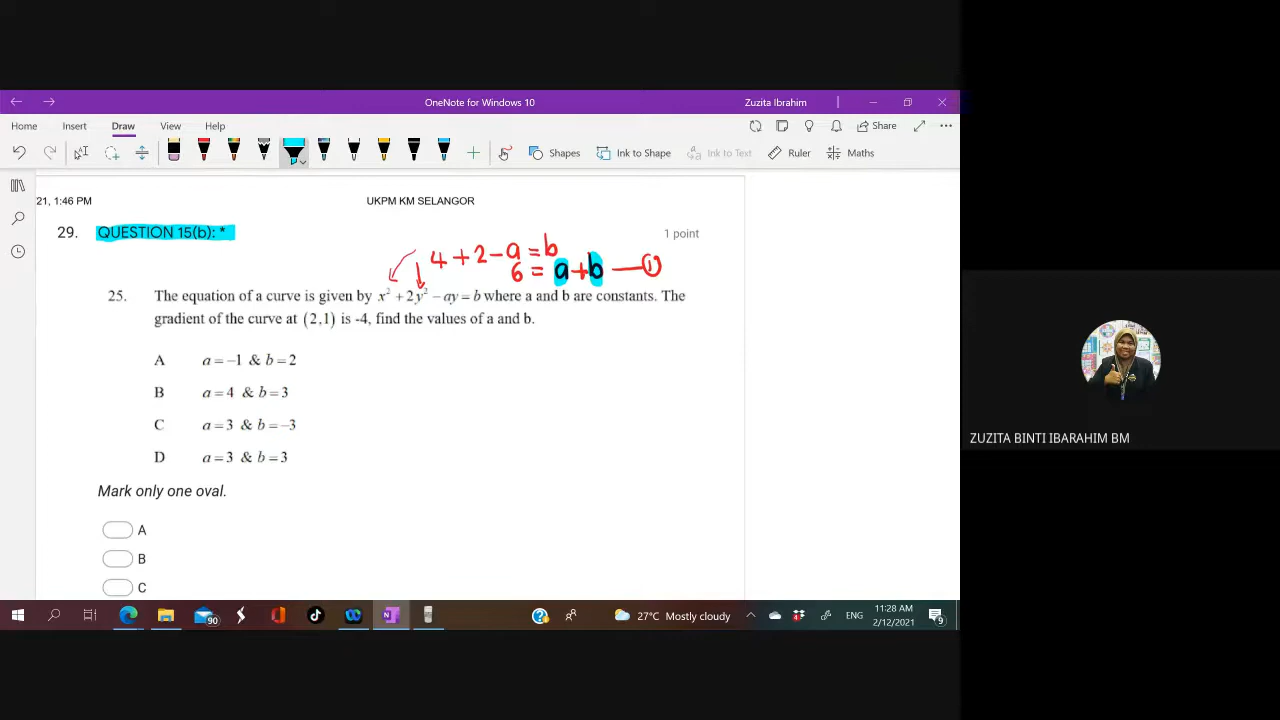 OneNote for Windows 10
Zuzita Ibrahim
Home Insert Draw View Help
Share
Shapes Ink to Shape Ink to Text Ruler Maths
21, 1:46 PM
UKPM KM SELANGOR
29. QUESTION 15(b): *
1 point
4 + 2 - a = b
6 = a + b —①
25. The equation of a curve is given by x² + 2y² − ay = b where a and b are constants. The
gradient of the curve at (2,1) is -4, find the values of a and b.
A a = −1 & b = 2
B a = 4 & b = 3
C a = 3 & b = −3
D a = 3 & b = 3
Mark only one oval.
A
B
C
ZUZITA BINTI IBARAHIM BM
90
27°C Mostly cloudy
ENG
11:28 AM
2/12/2021
9